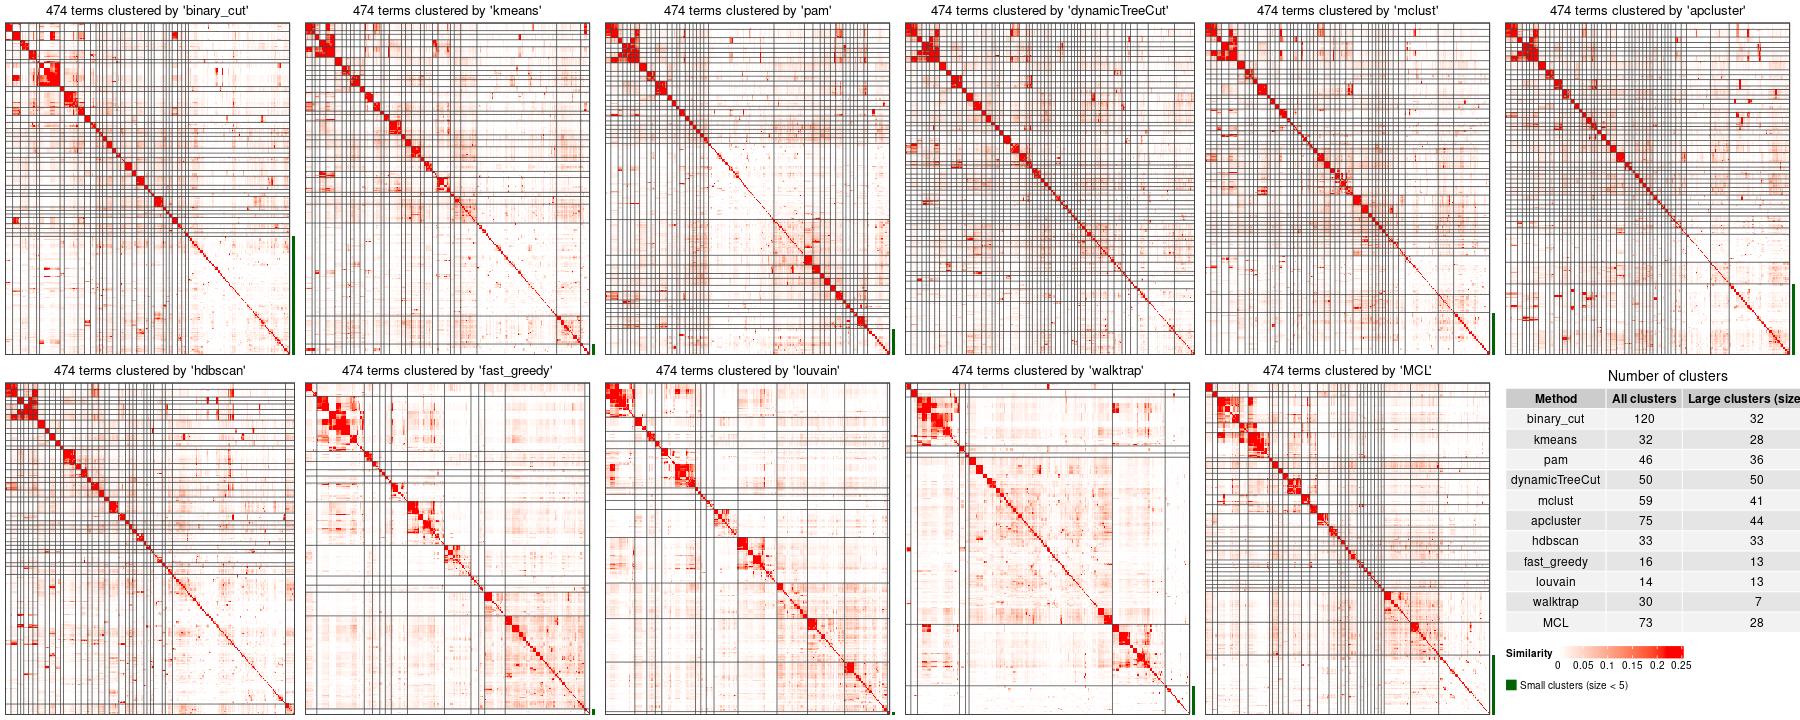 474 terms clustered by 'binary_cut'
474 terms clustered by 'kmeans'
474 terms clustered by 'pam'
474 terms clustered by 'dynamicTreeCut'
474 terms clustered by 'mclust'
474 terms clustered by 'apcluster'
474 terms clustered by 'hdbscan'
474 terms clustered by 'fast_greedy'
474 terms clustered by 'louvain'
474 terms clustered by 'walktrap'
474 terms clustered by 'MCL'
Number of clusters
Method All clusters Large clusters (size
binary_cut 120 32
kmeans 32 28
pam 46 36
dynamicTreeCut 50 50
mclust 59 41
apcluster 75 44
hdbscan 33 33
fast_greedy 16 13
louvain 14 13
walktrap 30 7
MCL 73 28
Similarity
0 0.05 0.1 0.15 0.2 0.25
Small clusters (size < 5)